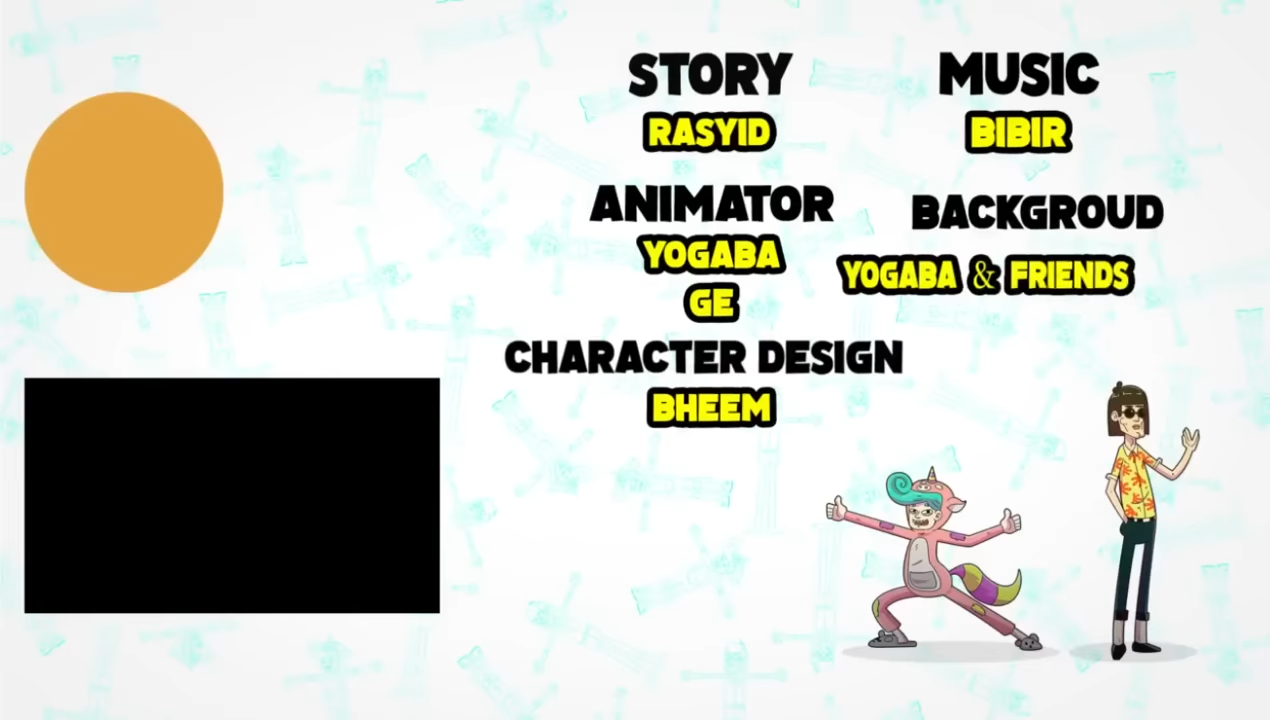 STORY
RASYID
MUSIC
BIBIR
ANIMATOR
YOGABA
GE
BACKGROUD
YOGABA & FRIENDS
CHARACTER DESIGN
BHEEM